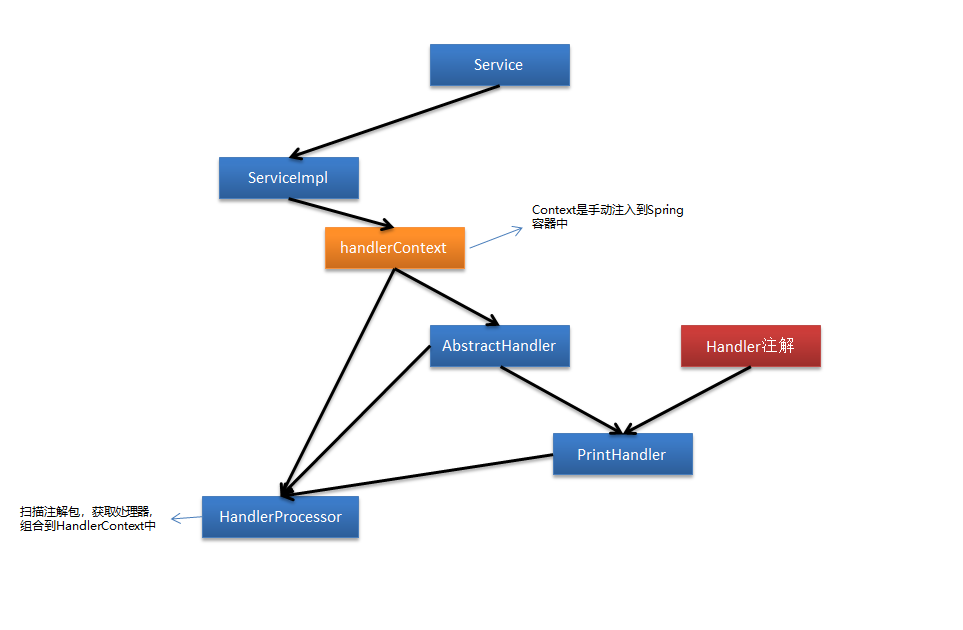 Service
ServiceImpl
Context是手动注入到Spring
容器中
handlerContext
AbstractHandler
Handler注解
PrintHandler
扫描注解包，获取处理器，
组合到HandlerContext中
HandlerProcessor